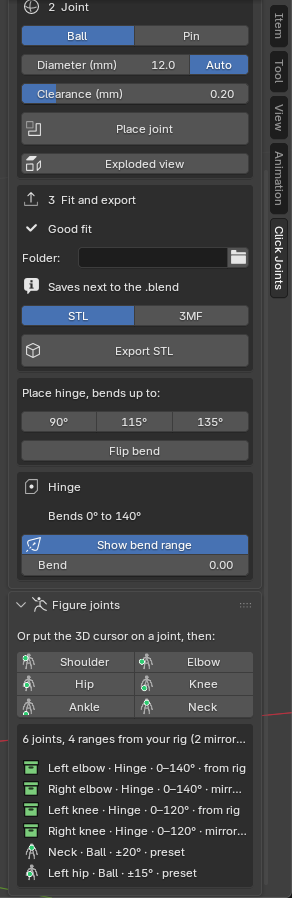 2 Joint
Ball
Pin
Diameter (mm) 12.0 Auto
Clearance (mm) 0.20
Place joint
Exploded view
3 Fit and export
Good fit
Folder:
Saves next to the .blend
STL
3MF
Export STL
Place hinge, bends up to:
90° 115° 135°
Flip bend
Hinge
Bends 0° to 140°
Show bend range
Bend 0.00
Figure joints
Or put the 3D cursor on a joint, then:
Shoulder Elbow
Hip Knee
Ankle Neck
6 joints, 4 ranges from your rig (2 mirror...
Left elbow · Hinge · 0–140° · from rig
Right elbow · Hinge · 0–140° · mirr...
Left knee · Hinge · 0–120° · from rig
Right knee · Hinge · 0–120° · mirror...
Neck · Ball · ±20° · preset
Left hip · Ball · ±15° · preset
Item
Tool
View
Animation
Click Joints